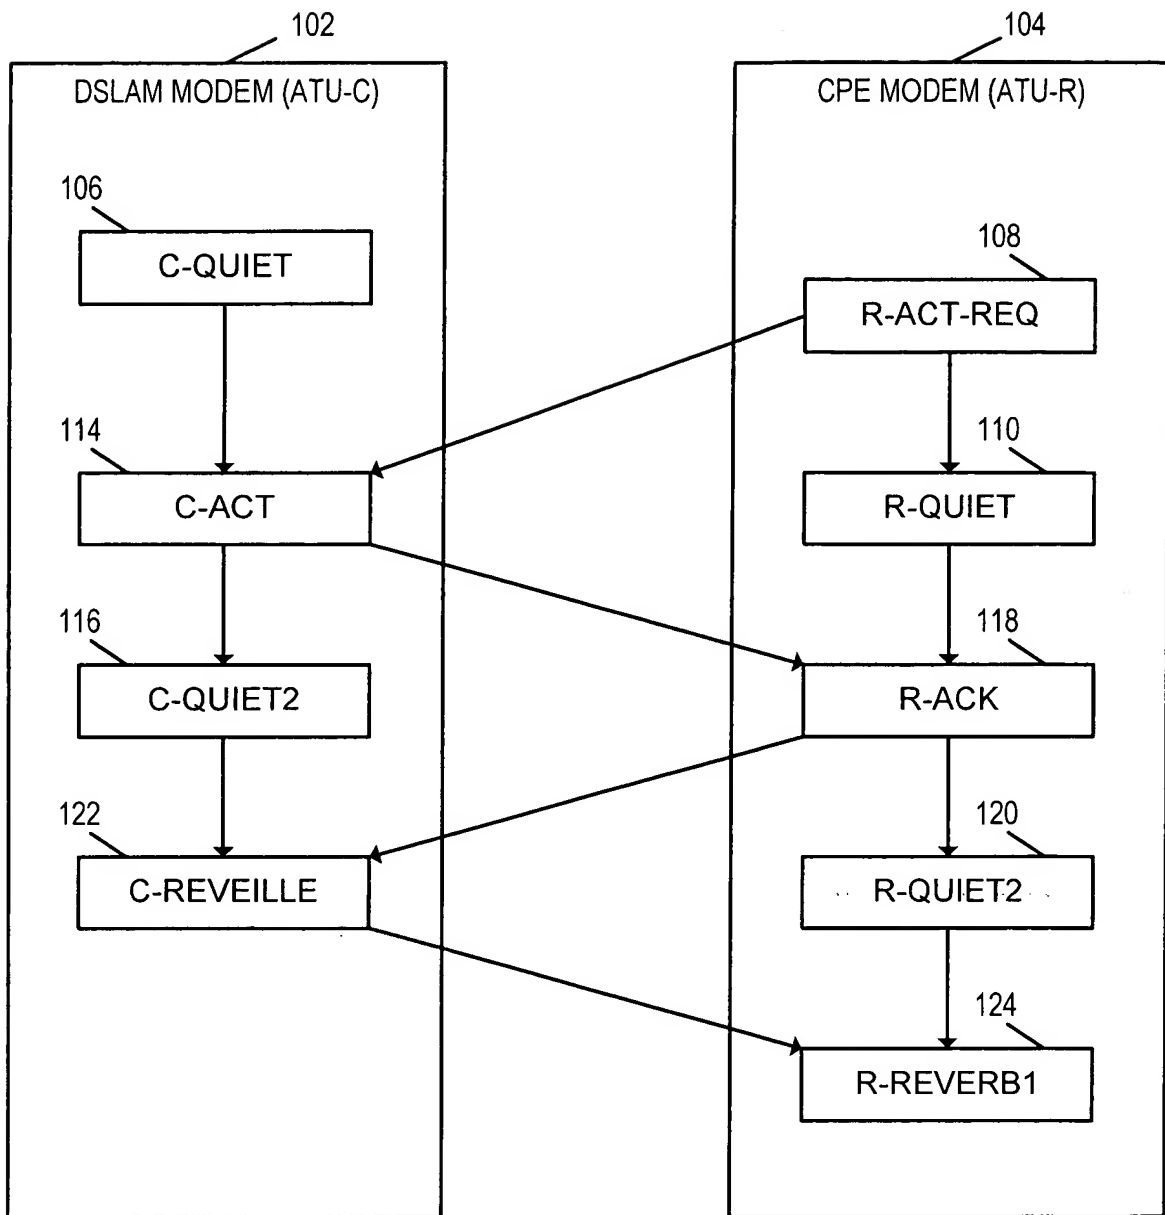 102
104
DSLAM MODEM (ATU-C)
CPE MODEM (ATU-R)
106
C-QUIET
108
R-ACT-REQ
114
C-ACT
110
R-QUIET
116
C-QUIET2
118
R-ACK
122
C-REVEILLE
120
R-QUIET2
124
R-REVERB1